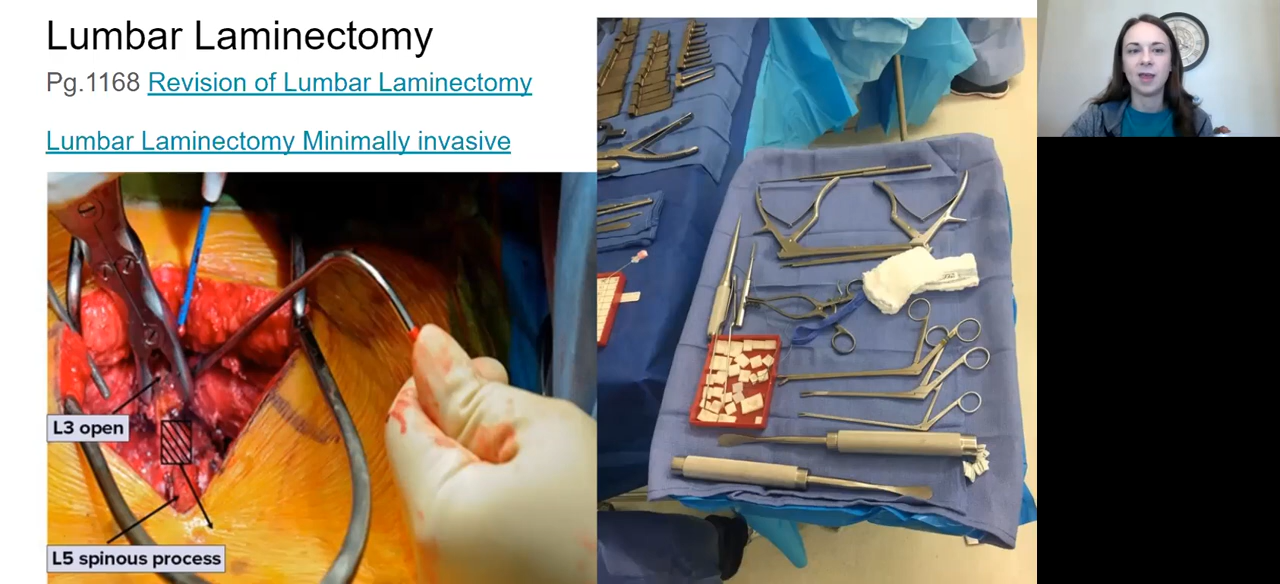 Lumbar Laminectomy
Pg.1168 Revision of Lumbar Laminectomy
Lumbar Laminectomy Minimally invasive
L3 open
L5 spinous process